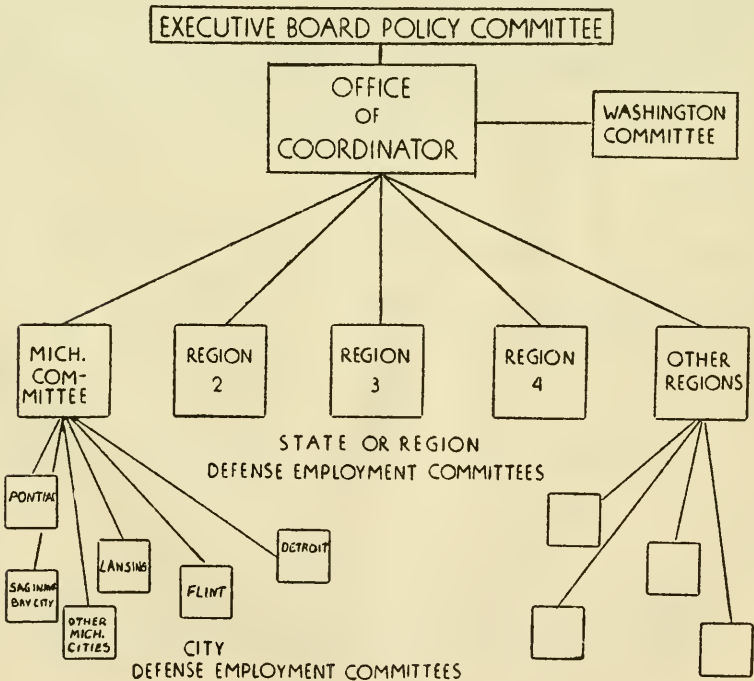 EXECUTIVE BOARD POLICY COMMITTEE
OFFICE
OF
COORDINATOR
WASHINGTON
COMMITTEE
MICH.
COM-
MITTEE
REGION
2
REGION
3
REGION
4
OTHER
REGIONS
STATE OR REGION
DEFENSE EMPLOYMENT COMMITTEES
PONTIAC
SAGINAW
BAY CITY
OTHER
MICH.
CITIES
LANSING
FLINT
DETROIT
CITY
DEFENSE EMPLOYMENT COMMITTEES